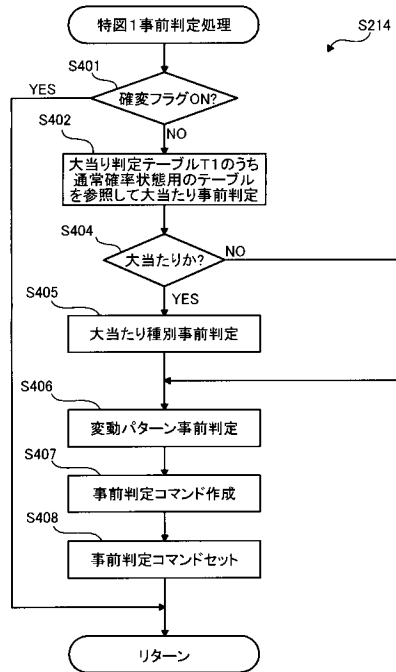 特図1事前判定処理
S214
S401
YES
確変フラグON?
NO
S402
大当り判定テーブルT1のうち
通常確率状態用のテーブル
を参照して大当たり事前判定
S404
大当たりか?
NO
YES
S405
大当たり種別事前判定
S406
変動パターン事前判定
S407
事前判定コマンド作成
S408
事前判定コマンドセット
リターン